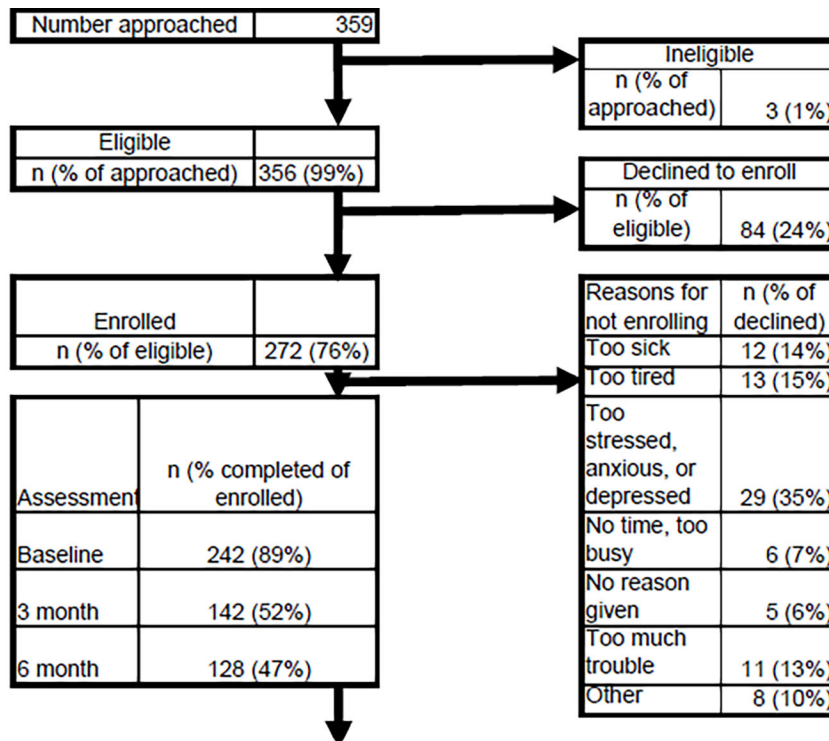 Number approached 359
Ineligible
n (% of
approached) 3 (1%)
Eligible
n (% of approached) 356 (99%)
Declined to enroll
n (% of
eligible) 84 (24%)
Enrolled
n (% of eligible) 272 (76%)
Reasons for n (% of
not enrolling declined)
Too sick 12 (14%)
Too tired 13 (15%)
Too
stressed,
anxious, or
depressed 29 (35%)
No time, too
busy 6 (7%)
No reason
given 5 (6%)
Too much
trouble 11 (13%)
Other 8 (10%)
n (% completed of
Assessment enrolled)
Baseline 242 (89%)
3 month 142 (52%)
6 month 128 (47%)